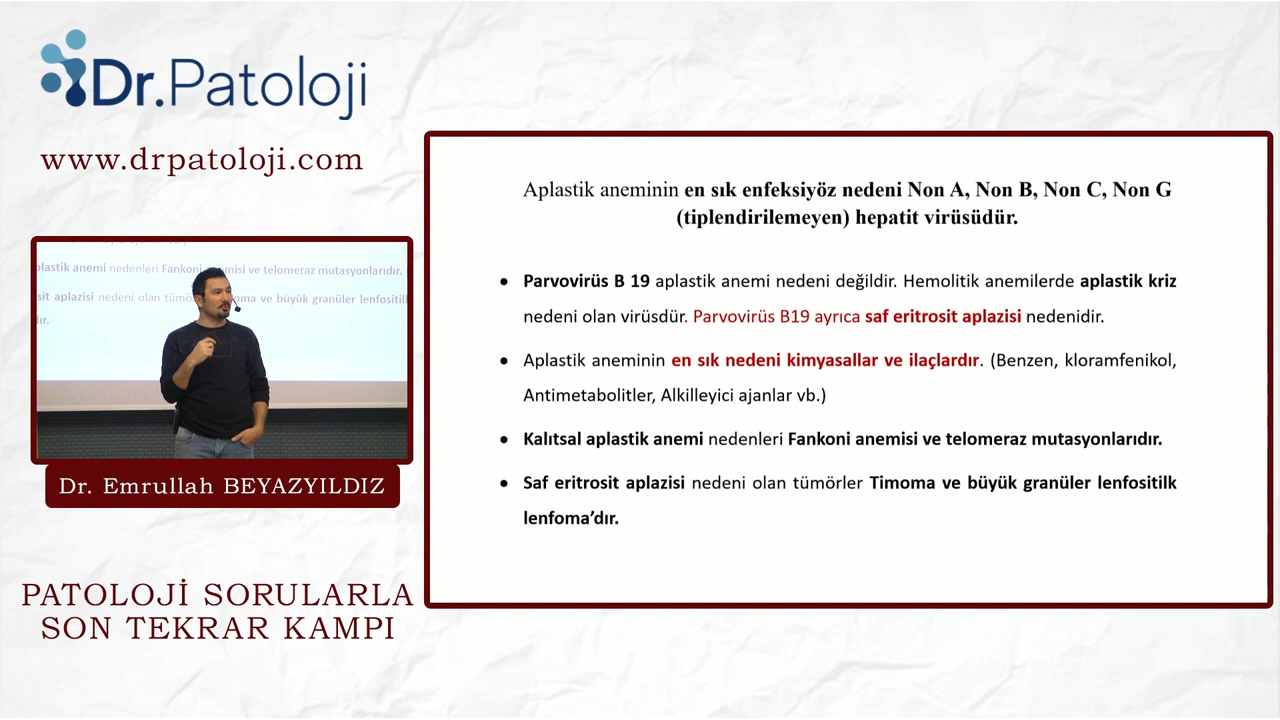 Dr.Patoloji
www.drpatoloji.com
Aplastik aneminin en sık enfeksiyöz nedeni Non A, Non B, Non C, Non G
(tiplendirilemeyen) hepatit virüsüdür.
• Parvovirüs B 19 aplastik anemi nedeni değildir. Hemolitik anemilerde aplastik kriz
nedeni olan virüsdür. Parvovirüs B19 ayrıca saf eritrosit aplazisi nedenidir.
• Aplastik aneminin en sık nedeni kimyasallar ve ilaçlardır. (Benzen, kloramfenikol,
Antimetabolitler, Alkilleyici ajanlar vb.)
• Kalıtsal aplastik anemi nedenleri Fankoni anemisi ve telomeraz mutasyonlarıdır.
• Saf eritrosit aplazisi nedeni olan tümörler Timoma ve büyük granüler lenfositilk
lenfoma’dır.
plastik anemi nedenleri Fankoni anemisi ve telomeraz mutasyonlarıdır.
sit aplazisi nedeni olan tümö Timoma ve büyük granüler lenfositilk
ır.
Dr. Emrullah BEYAZYILDIZ
PATOLOJİ SORULARLA
SON TEKRAR KAMPI